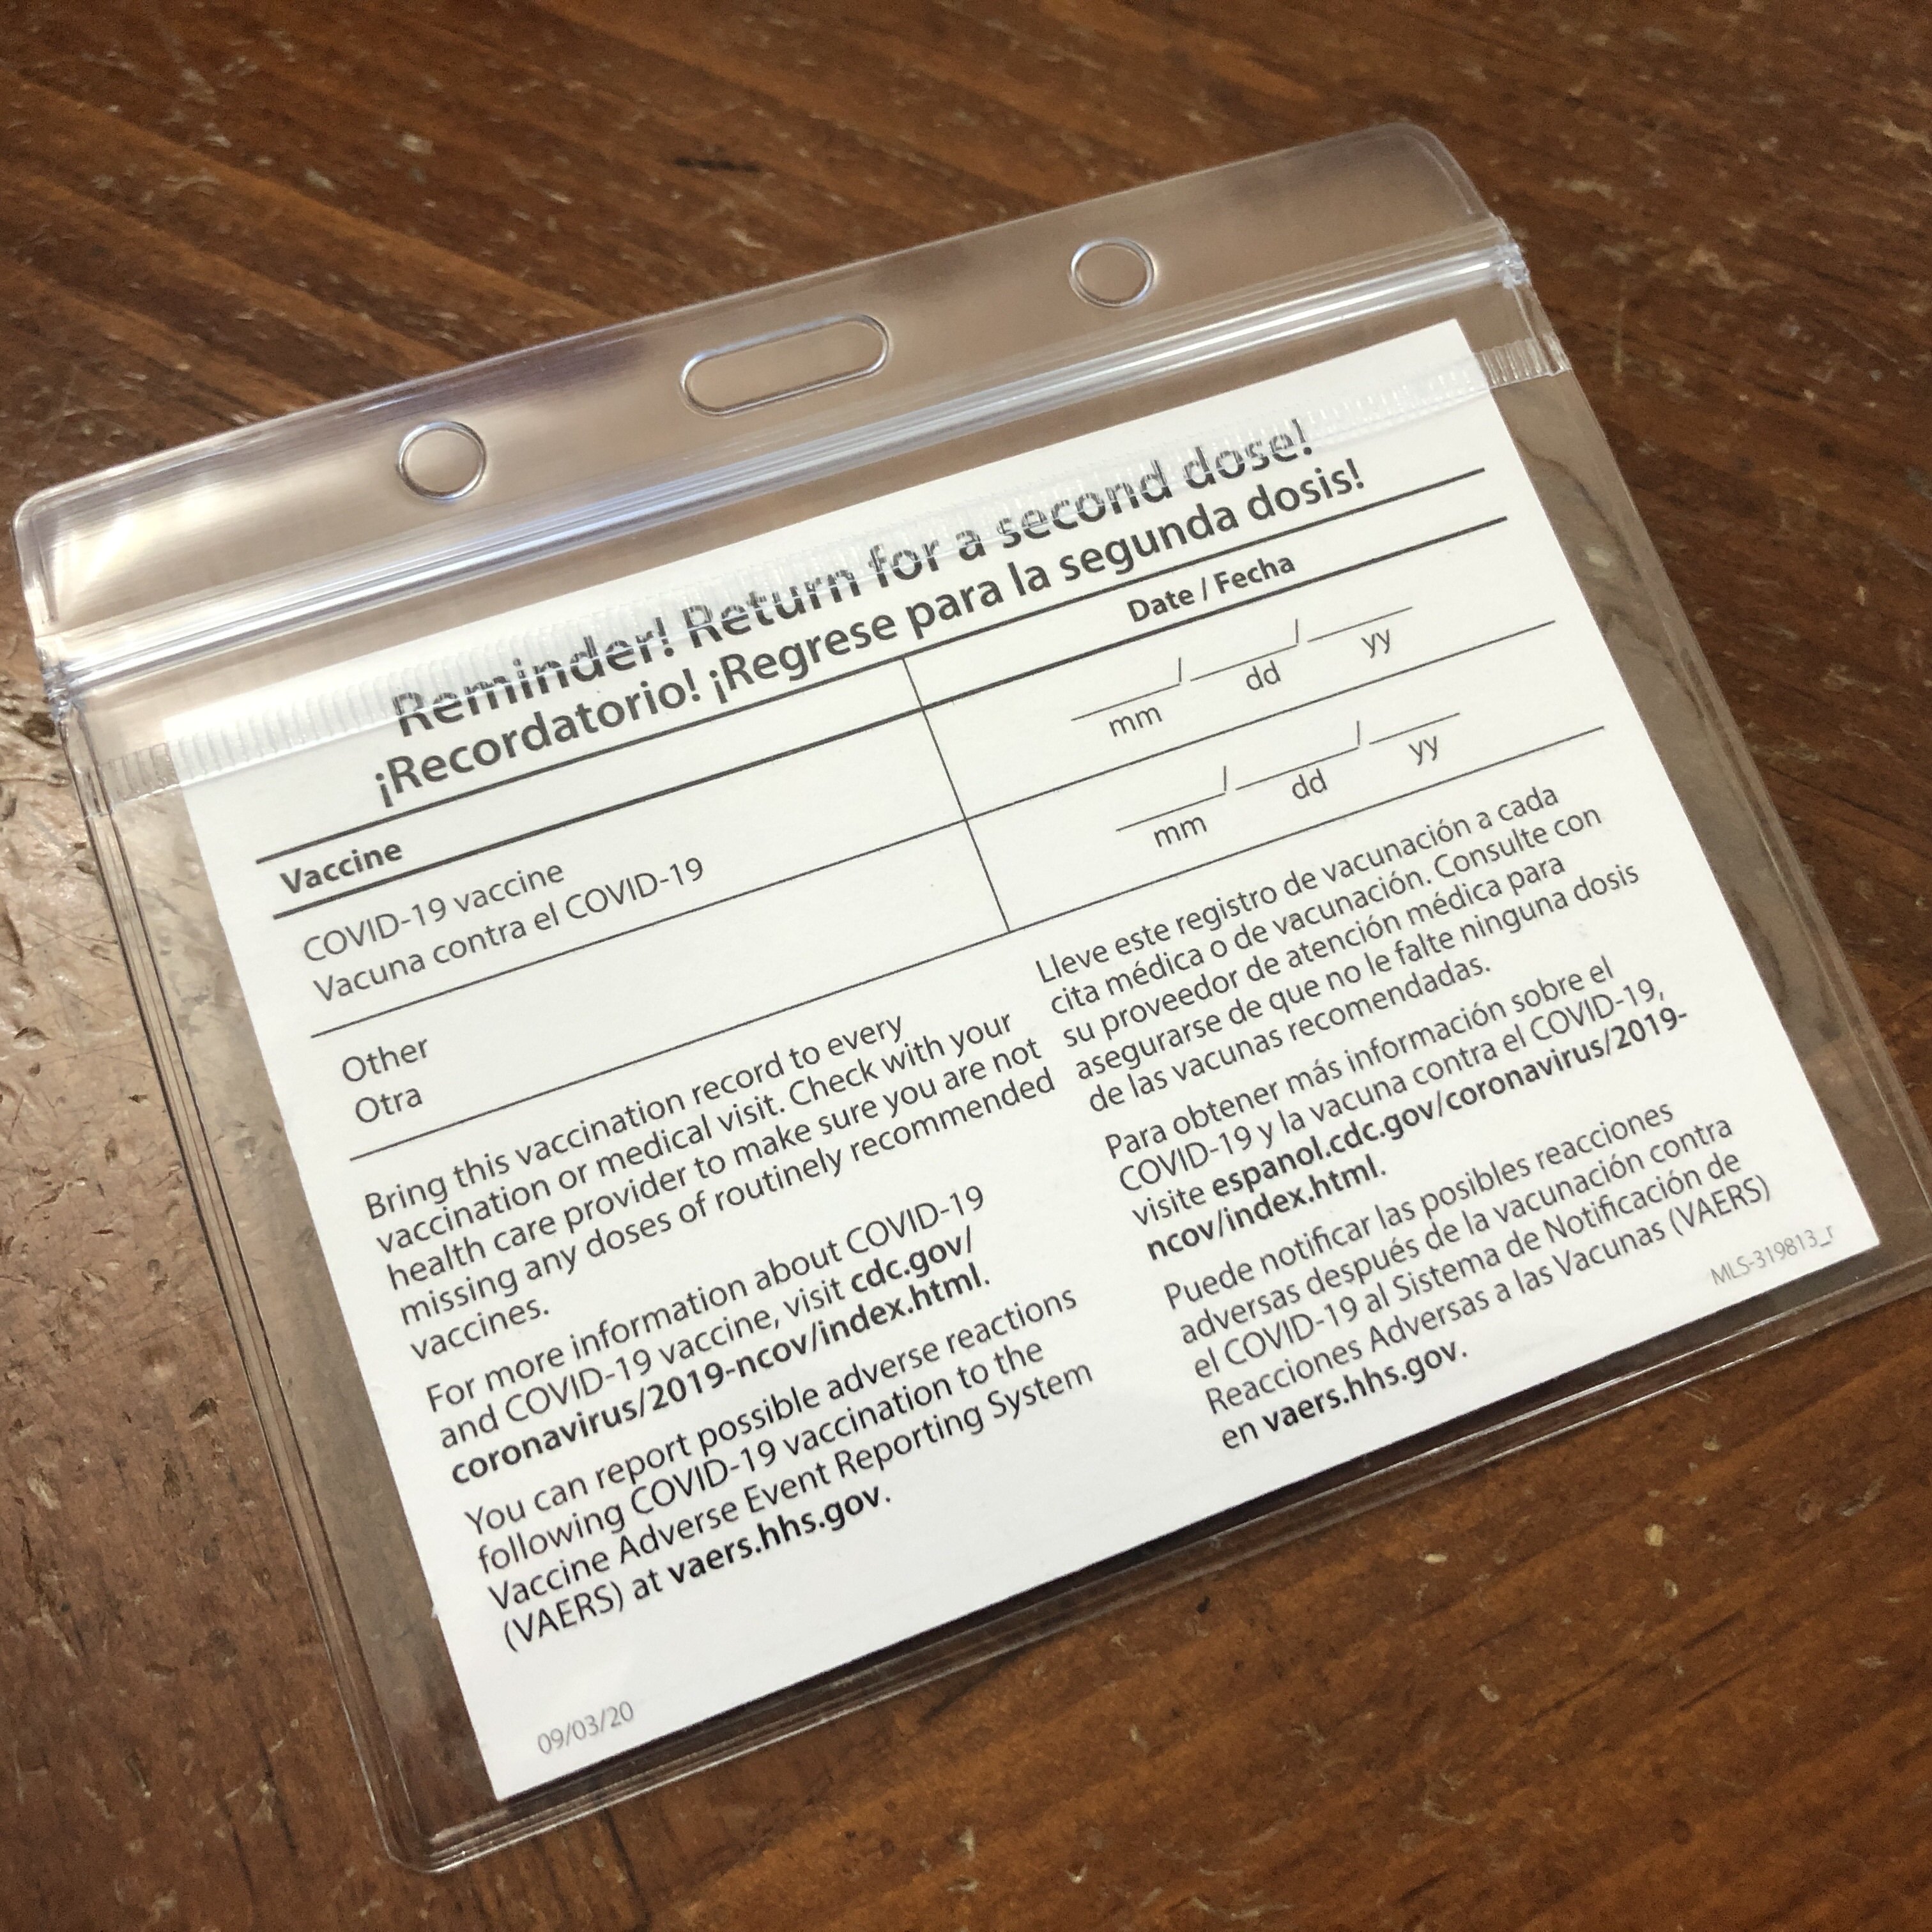 Reminder! Return for a second dose!
¡Recordatorio! ¡Regrese para la segunda dosis!
Vaccine
Date / Fecha
COVID-19 vaccine
Vacuna contra el COVID-19
/ /
mm dd yy
Other
Otra
/ /
mm dd yy
Bring this vaccination record to every
vaccination or medical visit. Check with your
health care provider to make sure you are not
missing any doses of routinely recommended
vaccines.
For more information about COVID-19
and COVID-19 vaccine, visit cdc.gov/
coronavirus/2019-ncov/index.html.
You can report possible adverse reactions
following COVID-19 vaccination to the
Vaccine Adverse Event Reporting System
(VAERS) at vaers.hhs.gov.
Lleve este registro de vacunación a cada
cita médica o de vacunación. Consulte con
su proveedor de atención médica para
asegurarse de que no le falte ninguna dosis
de las vacunas recomendadas.
Para obtener más información sobre el
COVID-19 y la vacuna contra el COVID-19,
visite espanol.cdc.gov/coronavirus/2019-
ncov/index.html.
Puede notificar las posibles reacciones
adversas después de la vacunación contra
el COVID-19 al Sistema de Notificación de
Reacciones Adversas a las Vacunas (VAERS)
en vaers.hhs.gov.
09/03/20
MLS-319813_r